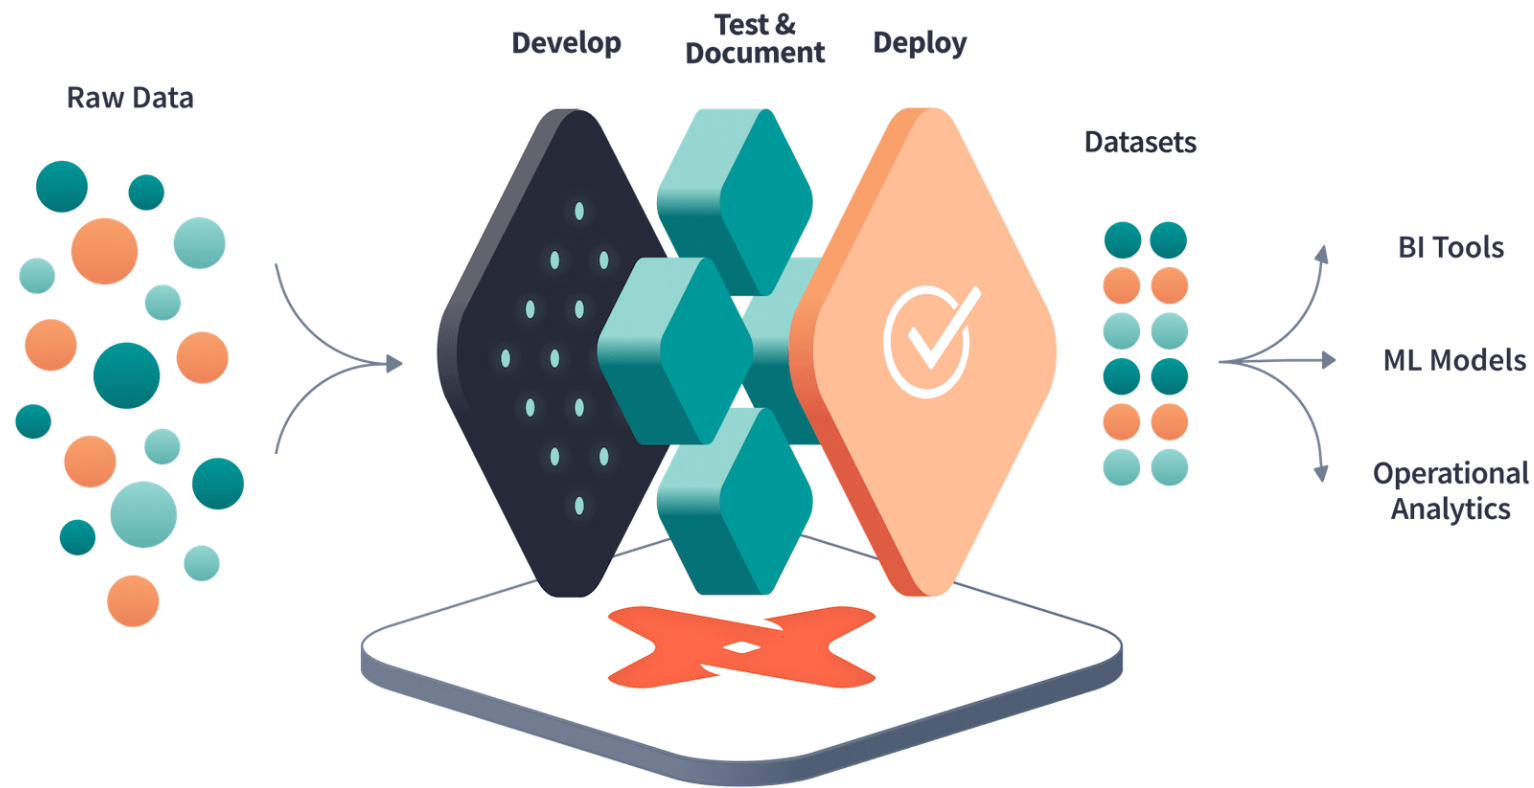 Raw Data
Develop
Test &
Document
Deploy
Datasets
BI Tools
ML Models
Operational
Analytics